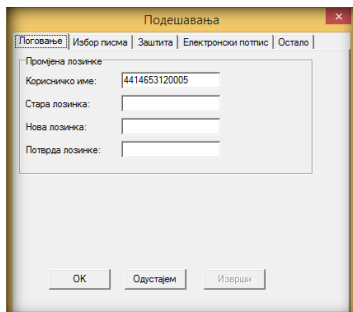 Подешавања
Логовање Избор писма Заштита Електронски потпис Остало
Промјена лозинке
Корисничко име: 4414653120005
Стара лозинка:
Нова лозинка:
Потврда лозинке:
OK Одустајем Изврши